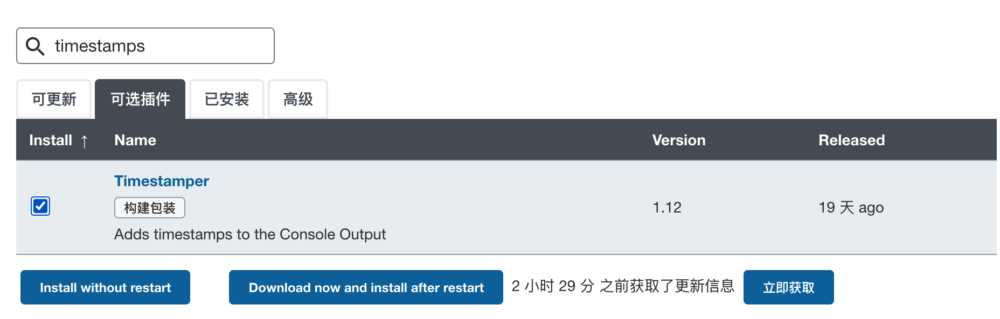 timestamps
可更新 可选插件 已安装 高级
Install ↑ Name Version Released
Timestamper
构建包装
1.12 19 天 ago
Adds timestamps to the Console Output
Install without restart Download now and install after restart 2 小时 29 分 之前获取了更新信息 立即获取